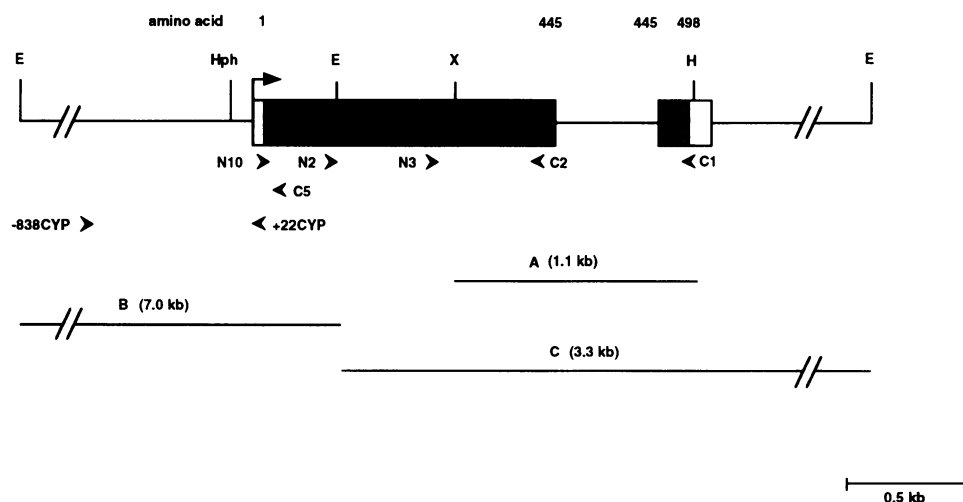 amino acid 1 445 445 498
E Hph E X H E
N10 N2 N3 C2 C1
C5
-838CYP +22CYP
A (1.1 kb)
B (7.0 kb)
C (3.3 kb)
0.5 kb